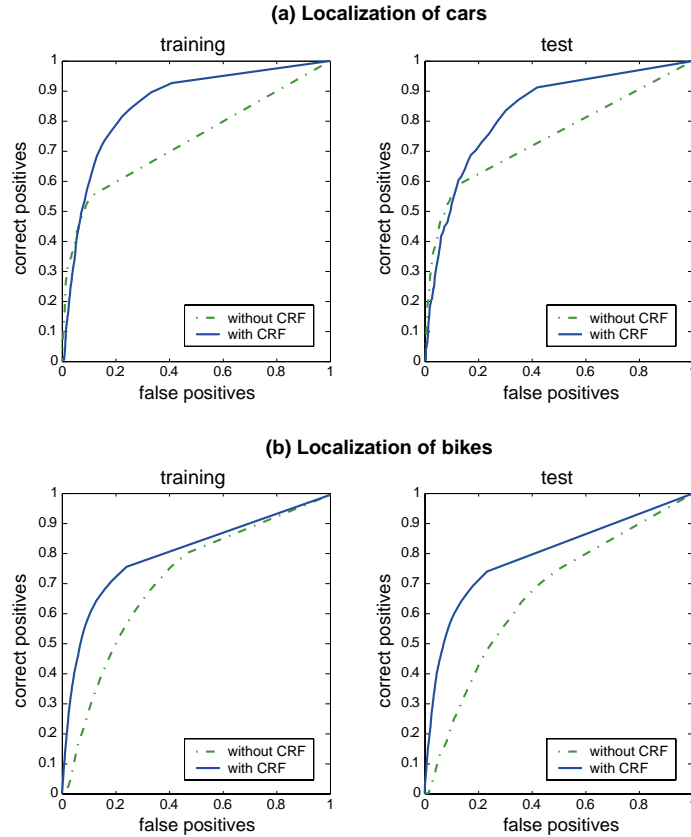 (a) Localization of cars
training
1
0.9
0.8
0.7
0.6
0.5
0.4
0.3
0.2
0.1
0
correct positives
without CRF
with CRF
0 0.2 0.4 0.6 0.8 1
false positives
test
1
0.9
0.8
0.7
0.6
0.5
0.4
0.3
0.2
0.1
0
correct positives
without CRF
with CRF
0 0.2 0.4 0.6 0.8 1
false positives
(b) Localization of bikes
training
1
0.9
0.8
0.7
0.6
0.5
0.4
0.3
0.2
0.1
0
correct positives
without CRF
with CRF
0 0.2 0.4 0.6 0.8 1
false positives
test
1
0.9
0.8
0.7
0.6
0.5
0.4
0.3
0.2
0.1
0
correct positives
without CRF
with CRF
0 0.2 0.4 0.6 0.8 1
false positives